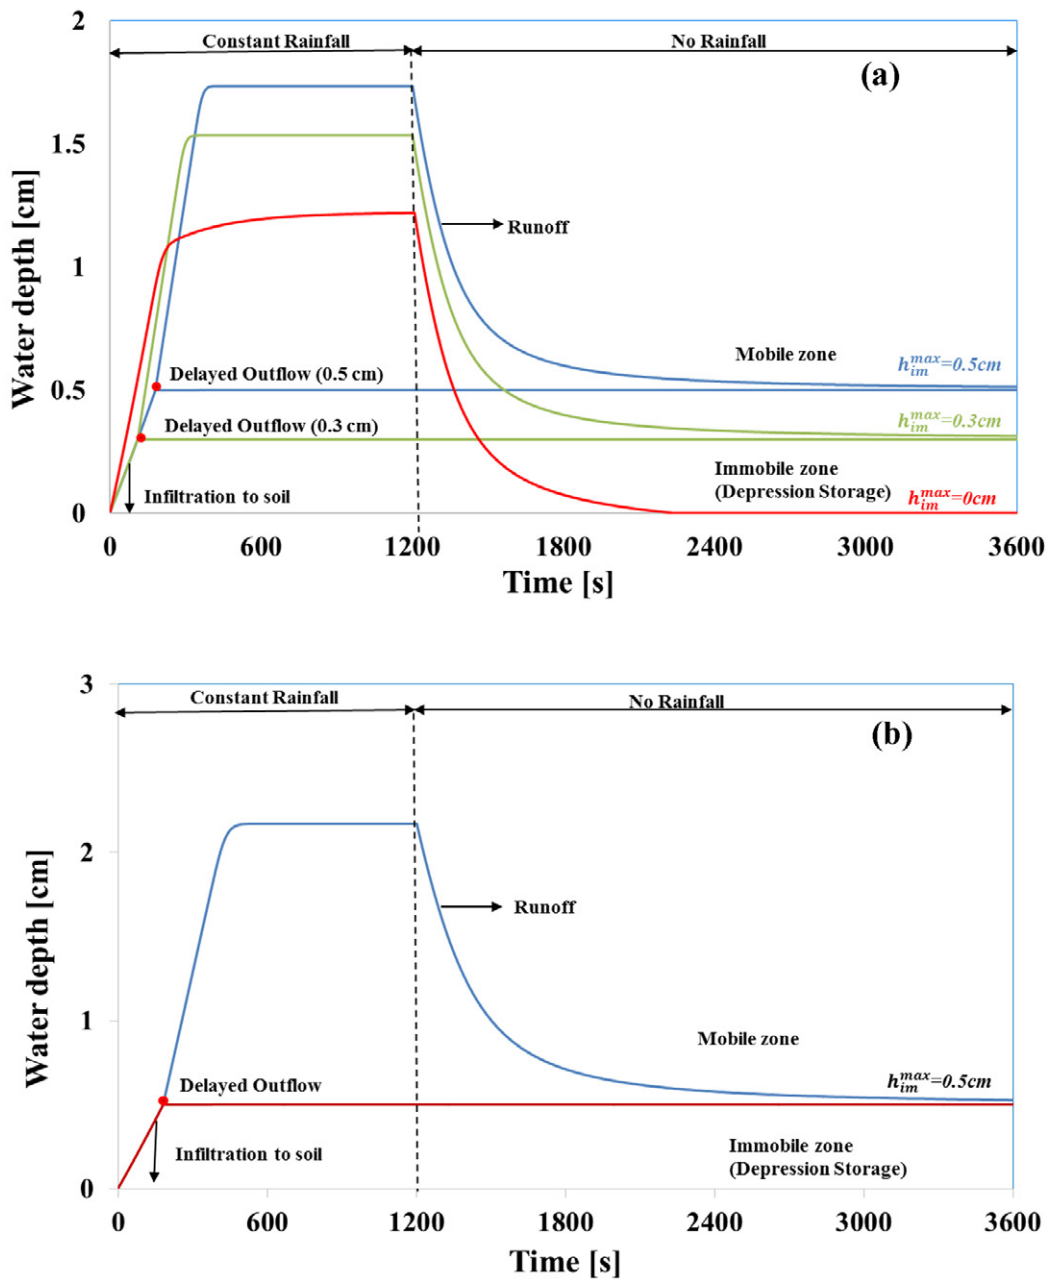 2
Constant Rainfall
No Rainfall
(a)
1.5
Water depth [cm]
Runoff
1
Mobile zone
Delayed Outflow (0.5 cm)
h_im^max=0.5cm
0.5
Delayed Outflow (0.3 cm)
h_im^max=0.3cm
Immobile zone
(Depression Storage)
Infiltration to soil
h_im^max=0cm
0
0 600 1200 1800 2400 3000 3600
Time [s]
3
Constant Rainfall
No Rainfall
(b)
2
Water depth [cm]
Runoff
1
Mobile zone
Delayed Outflow
h_im^max=0.5cm
Infiltration to soil
Immobile zone
(Depression Storage)
0
0 600 1200 1800 2400 3000 3600
Time [s]